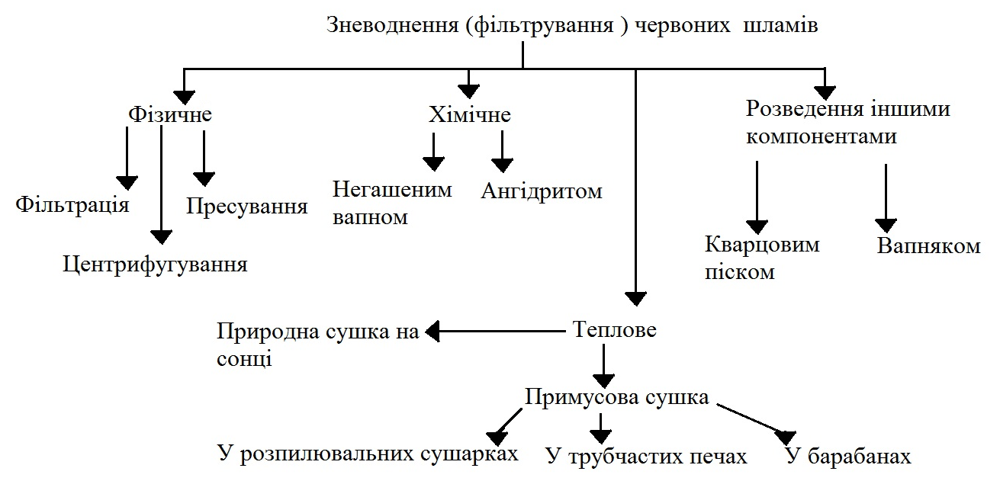 Зневоднення (фільтрування ) червоних шламів
Фізичне
Хімічне
Розведення іншими
компонентами
Фільтрація
Пресування
Центрифугування
Негашеним
вапном
Ангідритом
Кварцовим
піском
Вапняком
Теплове
Природна сушка на
сонці
Примусова сушка
У розпилювальних сушарках
У трубчастих печах
У барабанах